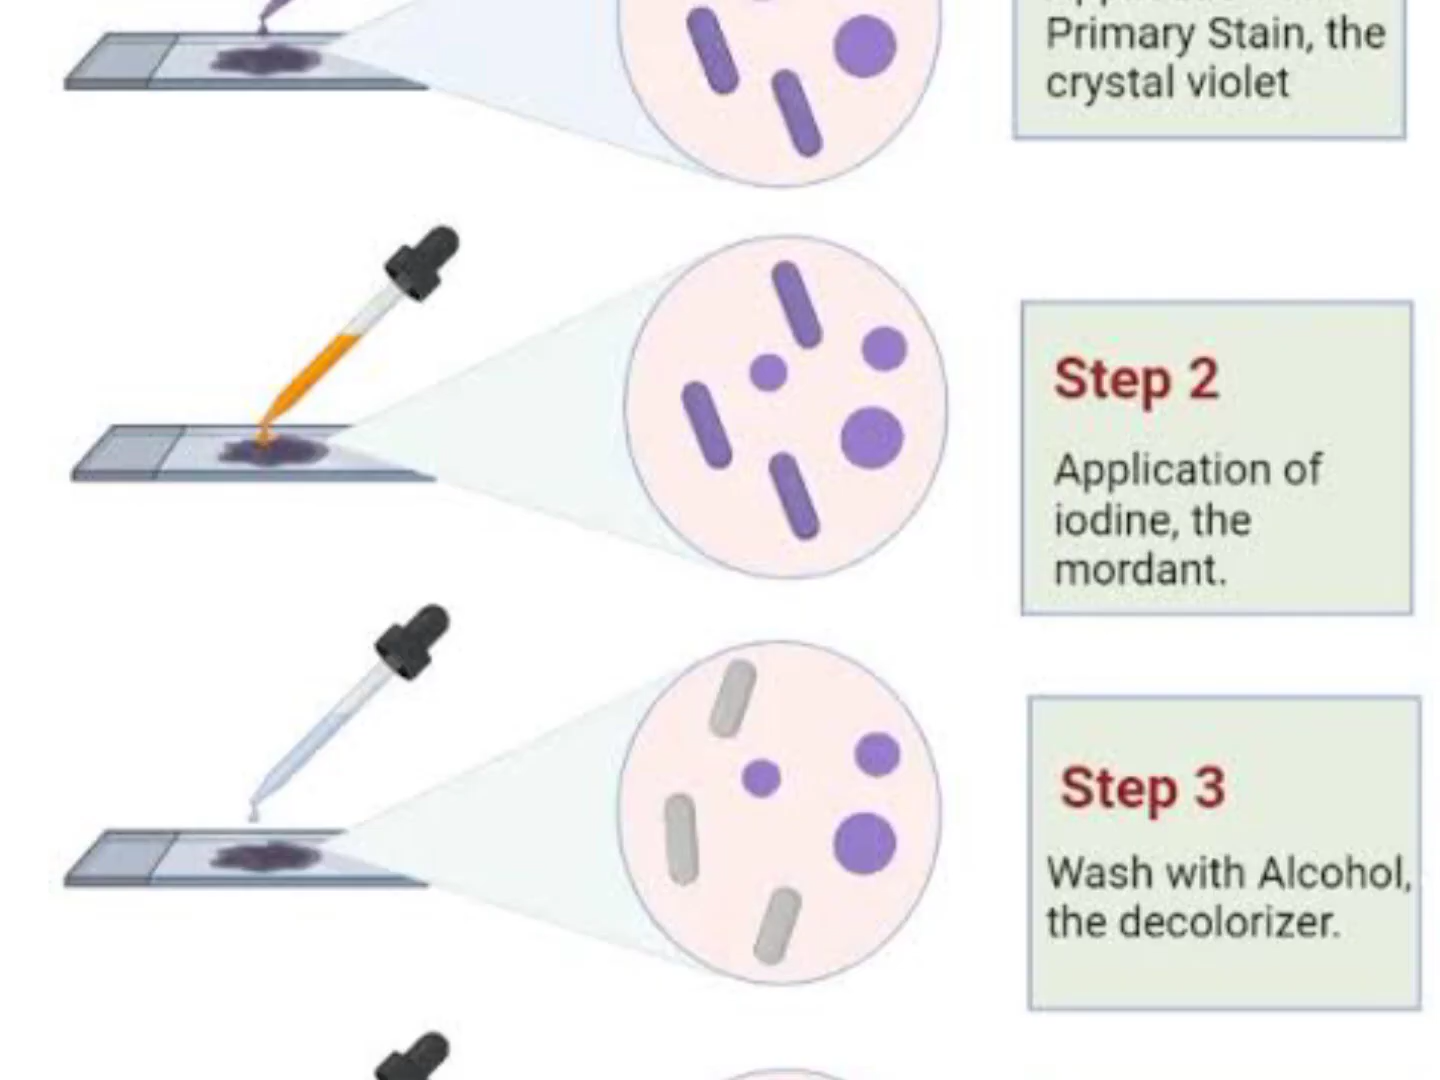 Primary Stain, the
crystal violet
Step 2
Application of
iodine, the
mordant.
Step 3
Wash with Alcohol,
the decolorizer.